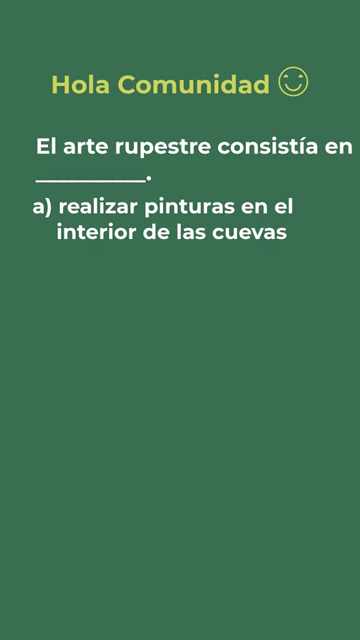 Hola Comunidad
El arte rupestre consistía en
__________.
a) realizar pinturas en el
interior de las cuevas